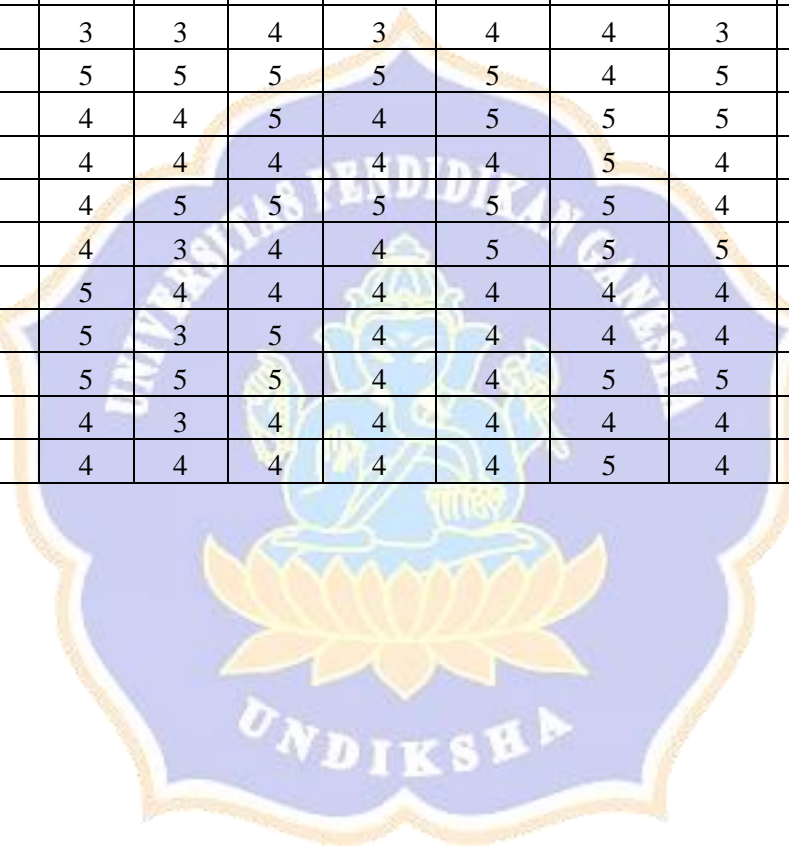 3 3 4 3 4 4 3
5 5 5 5 5 4 5
4 4 5 4 5 5 5
4 4 4 4 4 5 4
4 5 5 5 5 5 4
4 3 4 4 5 5 5
5 4 4 4 4 4 4
5 3 5 4 4 4 4
5 5 5 4 4 5 5
4 3 4 4 4 4 4
4 4 4 4 4 5 4
UNIVERSITAS PENDIDIKAN GANESHA
UNDIKSHA